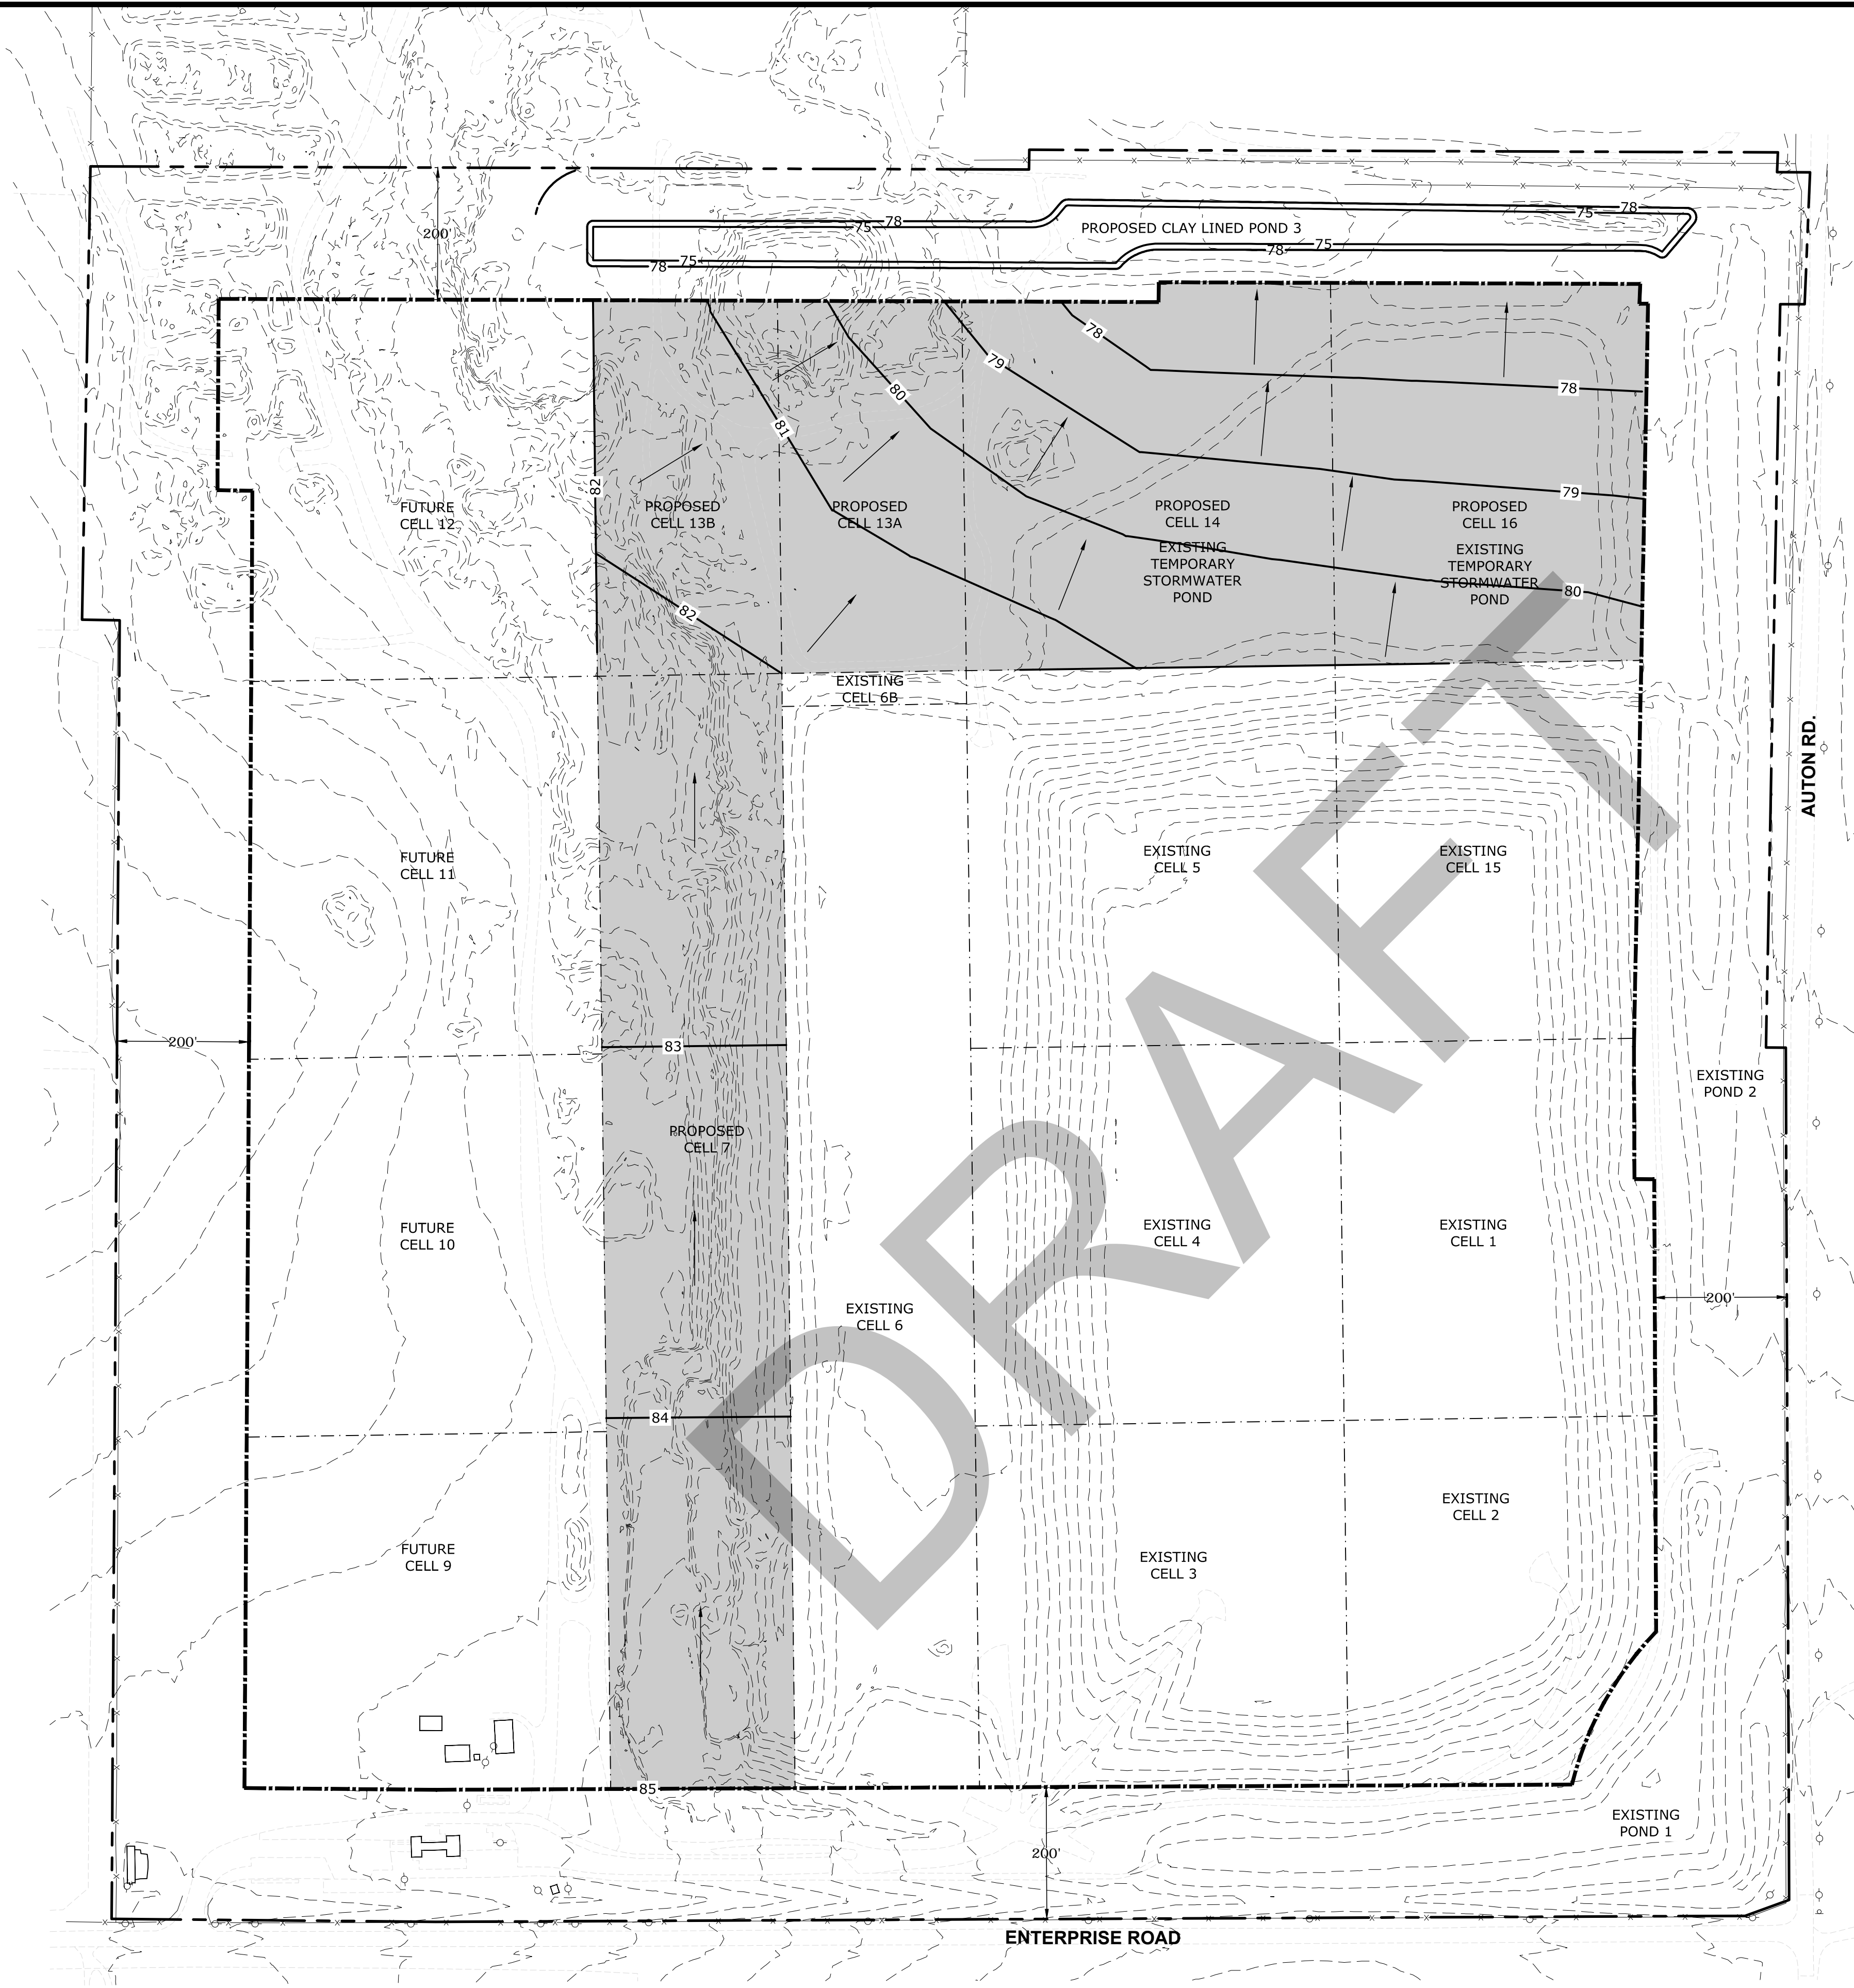 200'
75
78
PROPOSED CLAY LINED POND 3
75
78
78
75
78
75
78
79
80
81
78
82
79
FUTURE
CELL 12
PROPOSED
CELL 13B
PROPOSED
CELL 13A
PROPOSED
CELL 14
PROPOSED
CELL 16
EXISTING
TEMPORARY
STORMWATER
POND
EXISTING
TEMPORARY
STORMWATER
POND
80
82
EXISTING
CELL 6B
AUTON RD.
FUTURE
CELL 11
EXISTING
CELL 5
EXISTING
CELL 15
200'
83
EXISTING
POND 2
PROPOSED
CELL 7
FUTURE
CELL 10
EXISTING
CELL 4
EXISTING
CELL 1
200'
EXISTING
CELL 6
DRAFT
84
FUTURE
CELL 9
EXISTING
CELL 3
EXISTING
CELL 2
85
EXISTING
POND 1
200'
ENTERPRISE ROAD